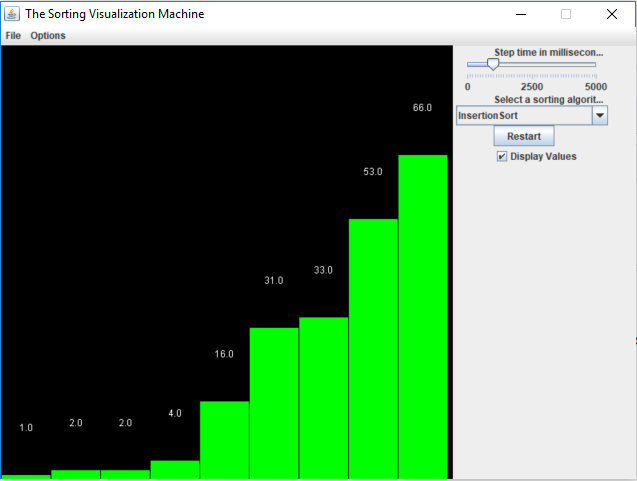 The Sorting Visualization Machine
File Options
Step time in millisecon...
0 2500 5000
Select a sorting algorit...
InsertionSort
Restart
Display Values
1.0
2.0
2.0
4.0
16.0
31.0
33.0
53.0
66.0